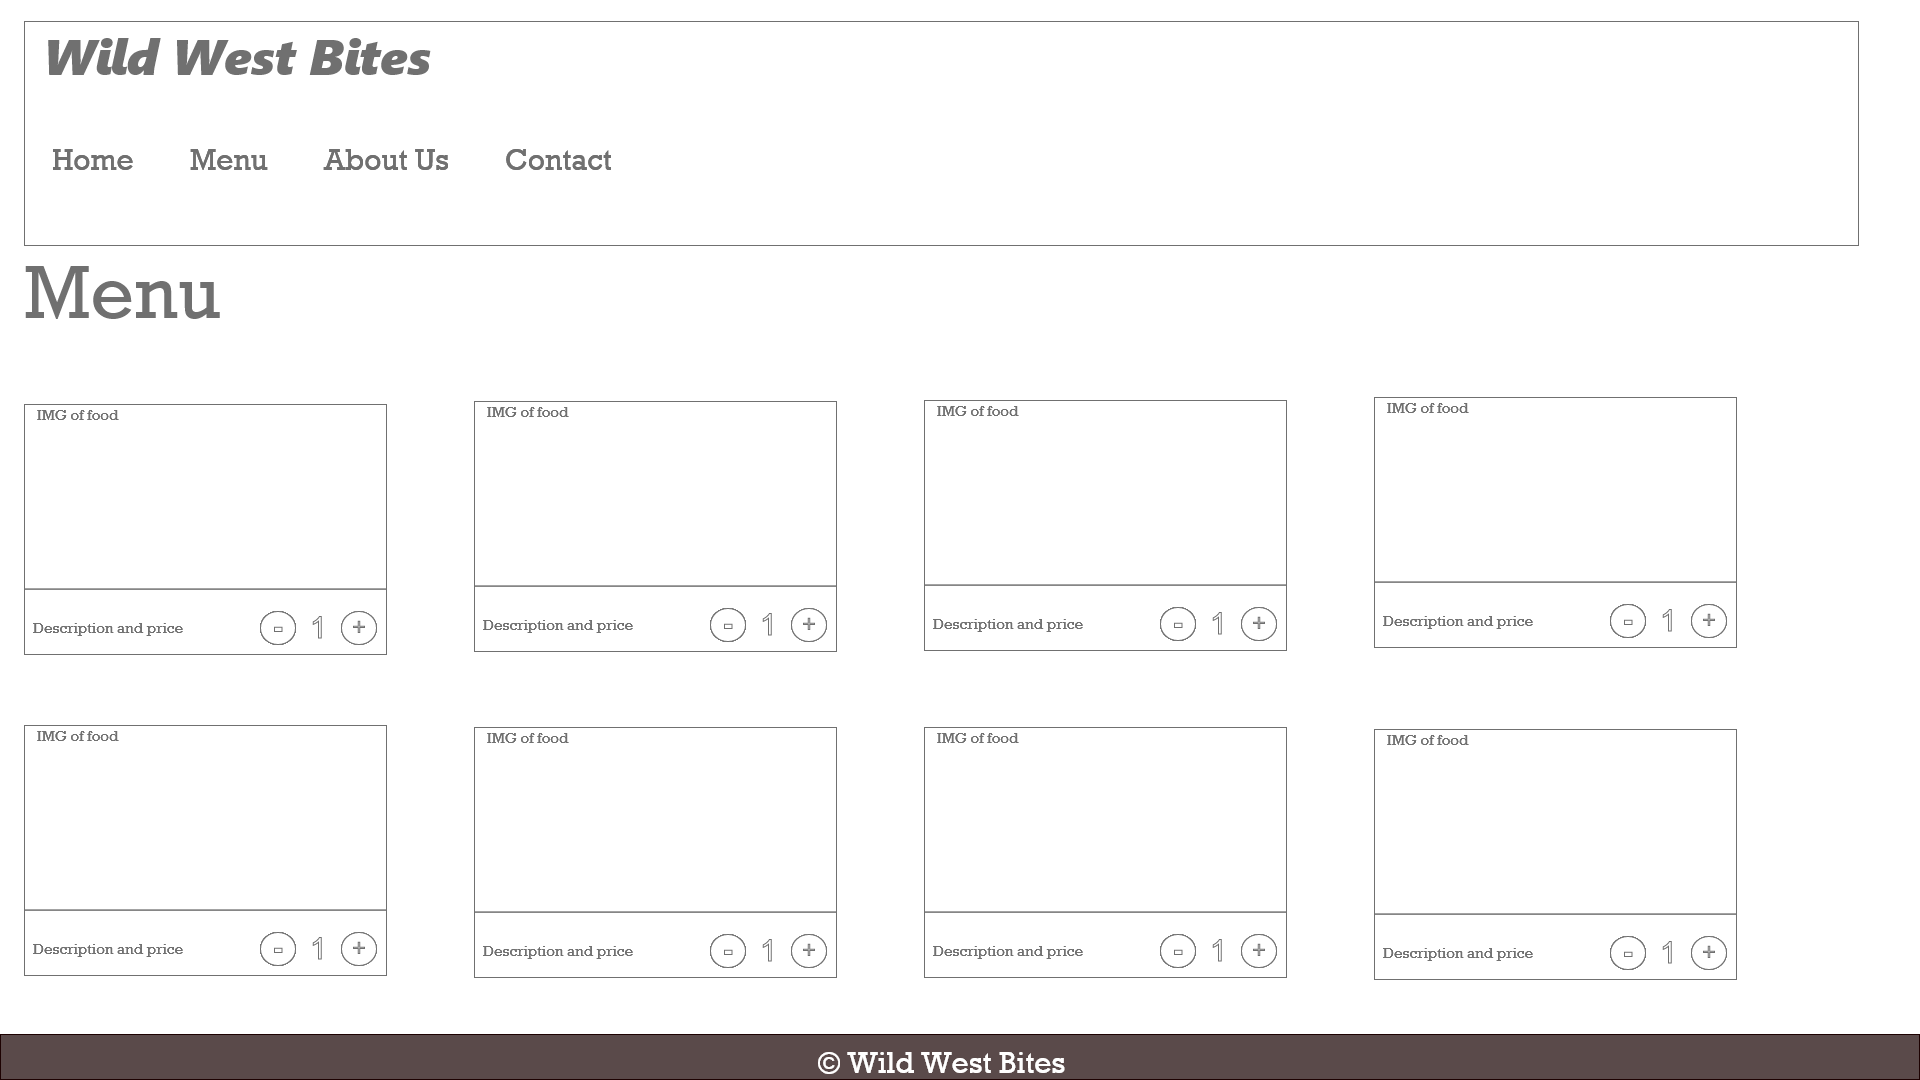 Wild West Bites
Home Menu About Us Contact
Menu
IMG of food IMG of food IMG of food IMG of food
Description and price - 1 + Description and price - 1 + Description and price - 1 + Description and price - 1 +
IMG of food IMG of food IMG of food IMG of food
Description and price - 1 + Description and price - 1 + Description and price - 1 + Description and price - 1 +
© Wild West Bites